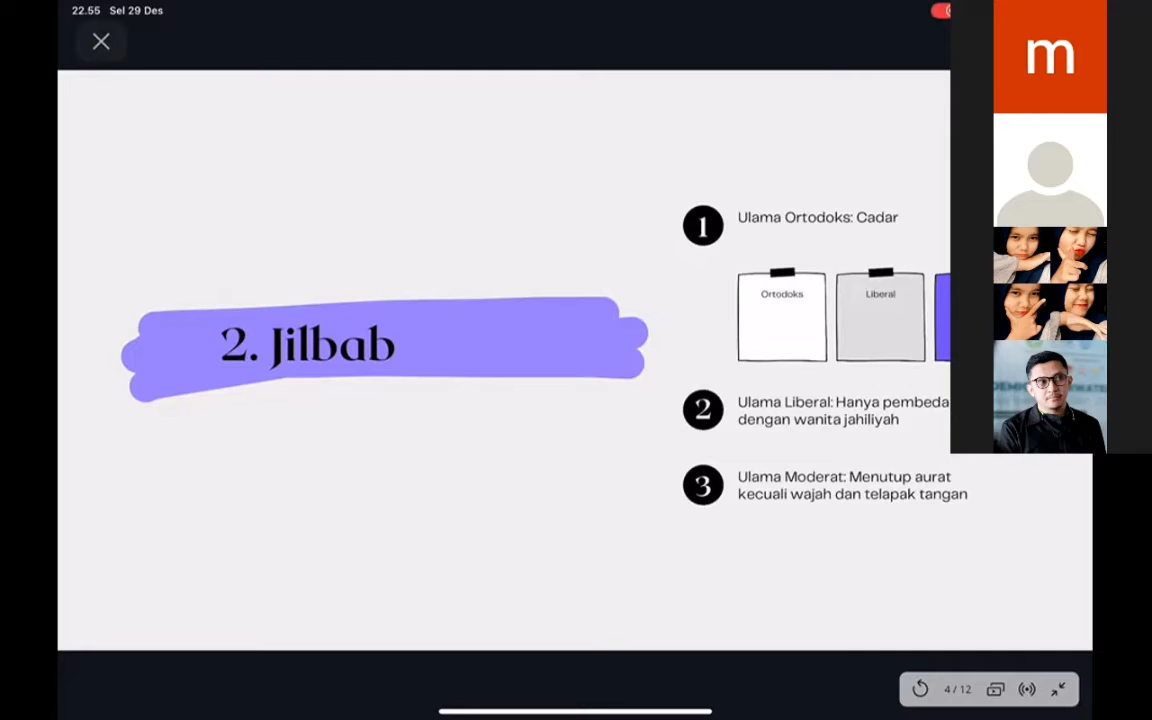 22.55 Sel 29 Des
m
1 Ulama Ortodoks: Cadar
Ortodoks
Liberal
2. Jilbab
2 Ulama Liberal: Hanya pembeda
dengan wanita jahiliyah
3 Ulama Moderat: Menutup aurat
kecuali wajah dan telapak tangan
4/12